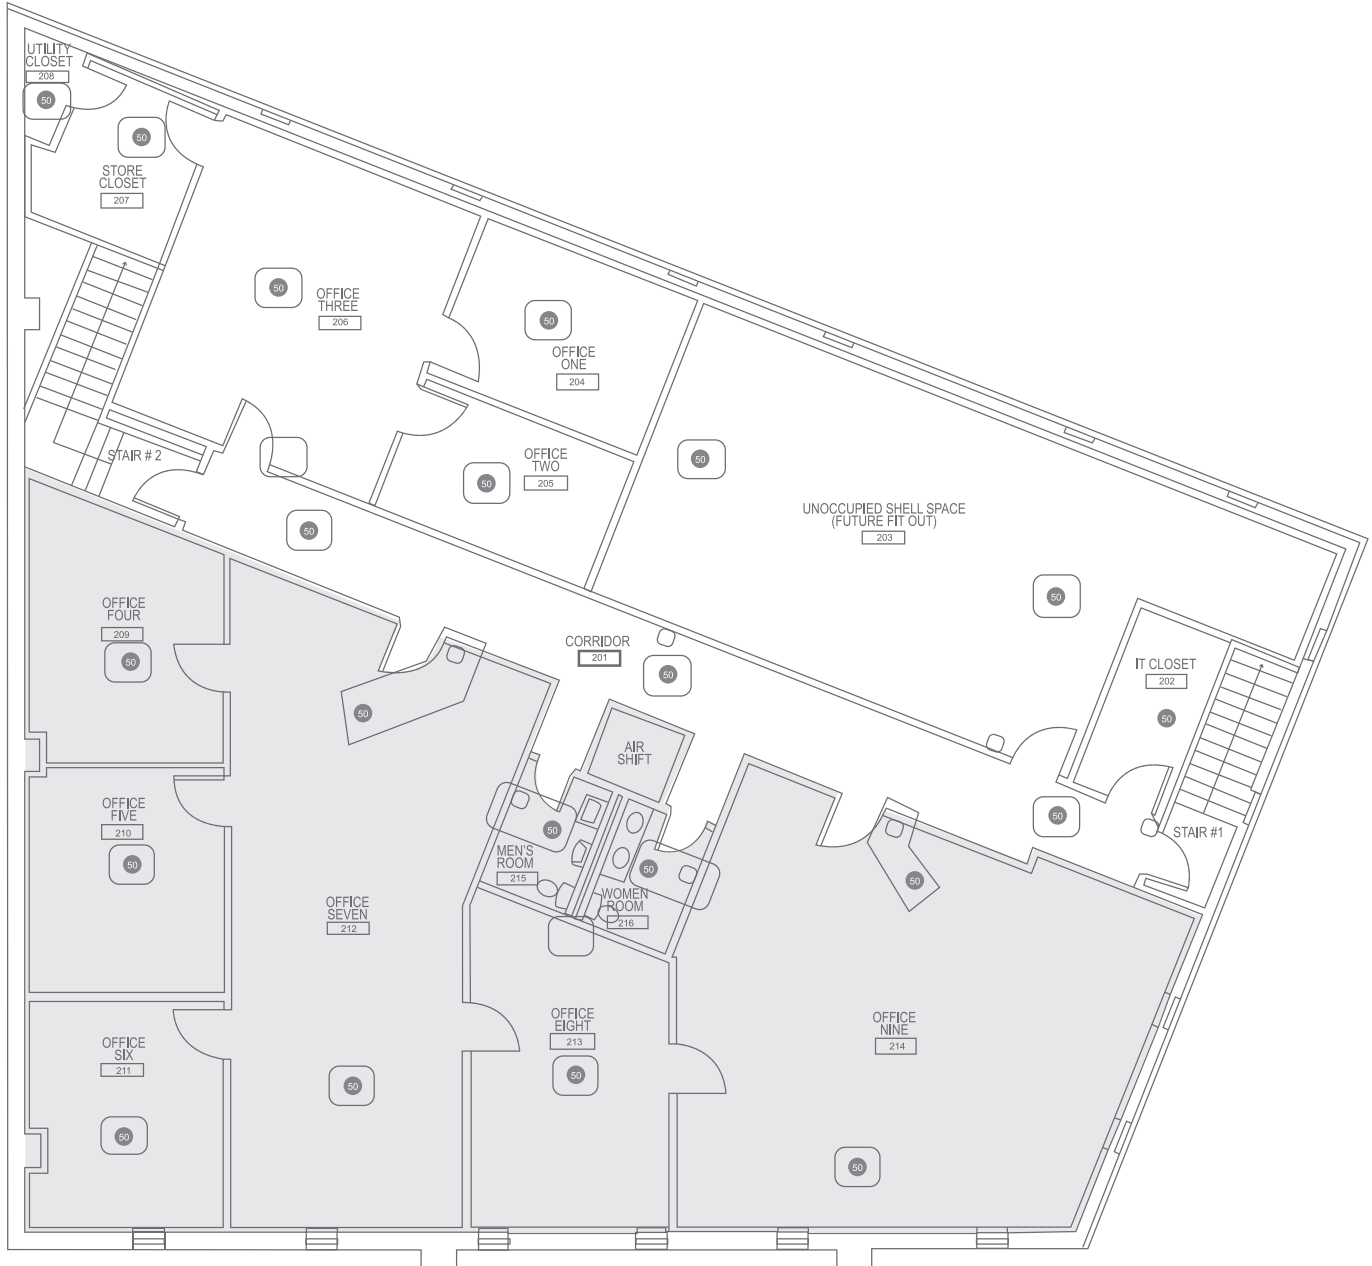 UTILITY
CLOSET
208
50
50
STORE
CLOSET
207
50
OFFICE
THREE
206
50
OFFICE
ONE
204
STAIR # 2
50
OFFICE
TWO
205
50
50
UNOCCUPIED SHELL SPACE
(FUTURE FIT OUT)
203
50
OFFICE
FOUR
209
50
CORRIDOR
201
50
IT CLOSET
202
50
50
AIR
SHIFT
OFFICE
FIVE
210
50
50
MEN'S
ROOM
215
50
WOMEN
ROOM
216
50
STAIR #1
50
OFFICE
SEVEN
212
50
OFFICE
EIGHT
213
50
OFFICE
NINE
214
50
OFFICE
SIX
211
50